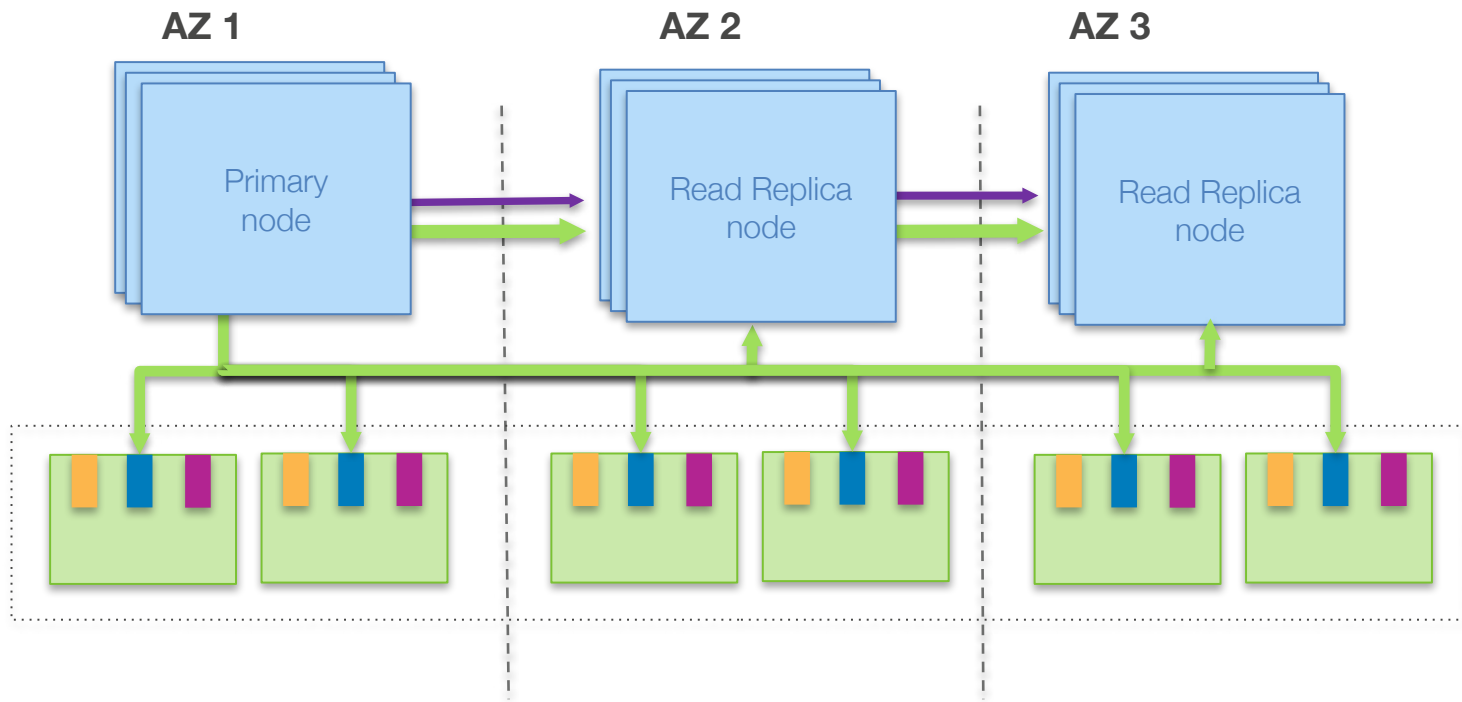 AZ 1
AZ 2
AZ 3
Primary
node
Read Replica
node
Read Replica
node